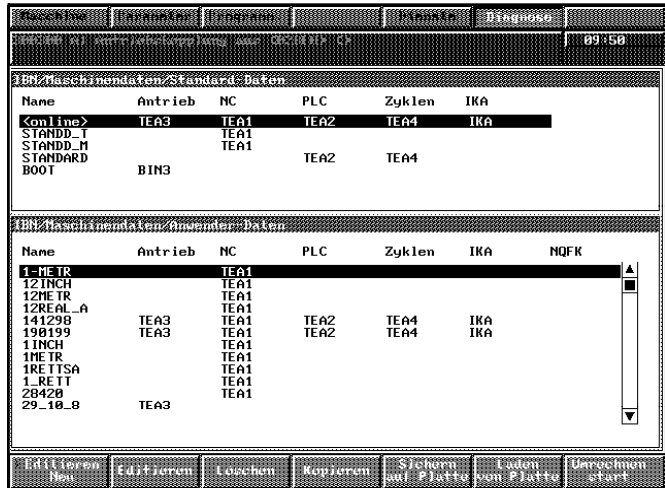 Maschine Parameter Programm Dienste Diagnose
09:50
IBN/Maschinendaten/Standard-Daten
Name Antrieb NC PLC Zyklen IKA
<online> TEA3 TEA1 TEA2 TEA4 IKA
STANDD_T TEA1
STANDD_M TEA1
STANDARD TEA2 TEA4
BOOT BIN3
IBN/Maschinendaten/Anwender-Daten
Name Antrieb NC PLC Zyklen IKA NQFK
1-METR TEA1
12INCH TEA1
12METR TEA1
12REAL_A TEA1
141298 TEA3 TEA1 TEA2 TEA4 IKA
190199 TEA3 TEA1 TEA2 TEA4 IKA
1INCH TEA1
1METR TEA1
1RETTSA TEA1
1_RETT TEA1
28420 TEA1
29_10_8 TEA3
Editieren Neu
Editieren
Löschen
Kopieren
Sichern auf Platte
Laden von Platte
Umrechnen start